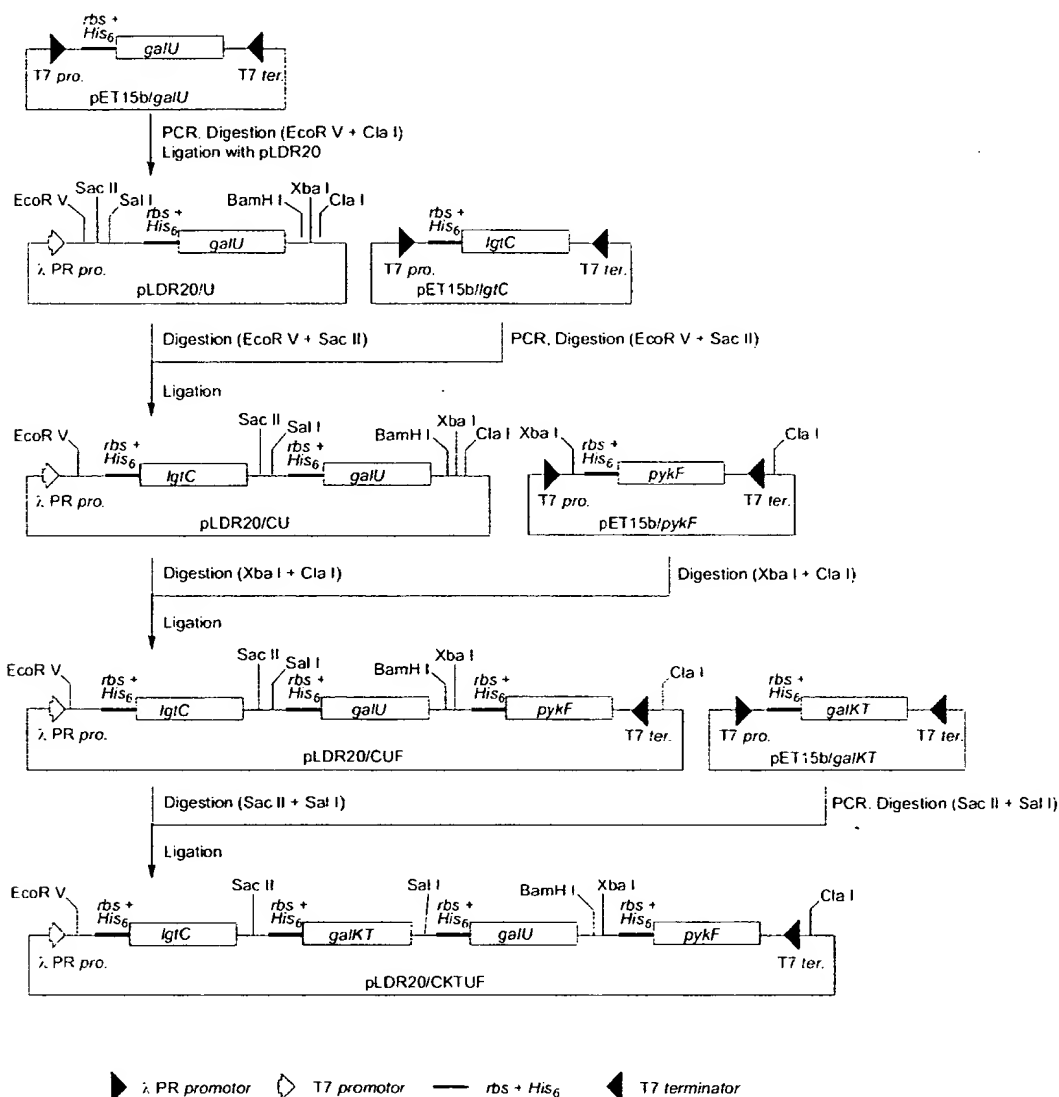 rbs +
His6
galU
T7 pro.
T7 ter.
pET15b/galU
PCR, Digestion (EcoR V + Cla I)
Ligation with pLDR20
EcoR V
Sac II
Sal I
rbs +
His6
galU
BamH I
Xba I
Cla I
λ PR pro.
pLDR20/U
rbs +
His6
lgtC
T7 pro.
T7 ter.
pET15b/lgtC
Digestion (EcoR V + Sac II)
PCR, Digestion (EcoR V + Sac II)
Ligation
EcoR V
rbs +
His6
lgtC
Sac II
Sal I
rbs +
His6
galU
BamH I
Xba I
Cla I
λ PR pro.
pLDR20/CU
Xba I
rbs +
His6
pykF
Cla I
T7 pro.
T7 ter.
pET15b/pykF
Digestion (Xba I + Cla I)
Digestion (Xba I + Cla I)
Ligation
EcoR V
rbs +
His6
lgtC
Sac II
Sal I
rbs +
His6
galU
BamH I
Xba I
rbs +
His6
pykF
Cla I
λ PR pro.
T7 ter.
pLDR20/CUF
rbs +
His6
galKT
T7 pro.
T7 ter.
pET15b/galKT
Digestion (Sac II + Sal I)
PCR. Digestion (Sac II + Sal I)
Ligation
EcoR V
rbs +
His6
lgtC
Sac II
rbs +
His6
galKT
Sal I
rbs +
His6
galU
BamH I
Xba I
rbs +
His6
pykF
Cla I
λ PR pro.
T7 ter.
pLDR20/CKTUF
λ PR promotor
T7 promotor
rbs + His6
T7 terminator